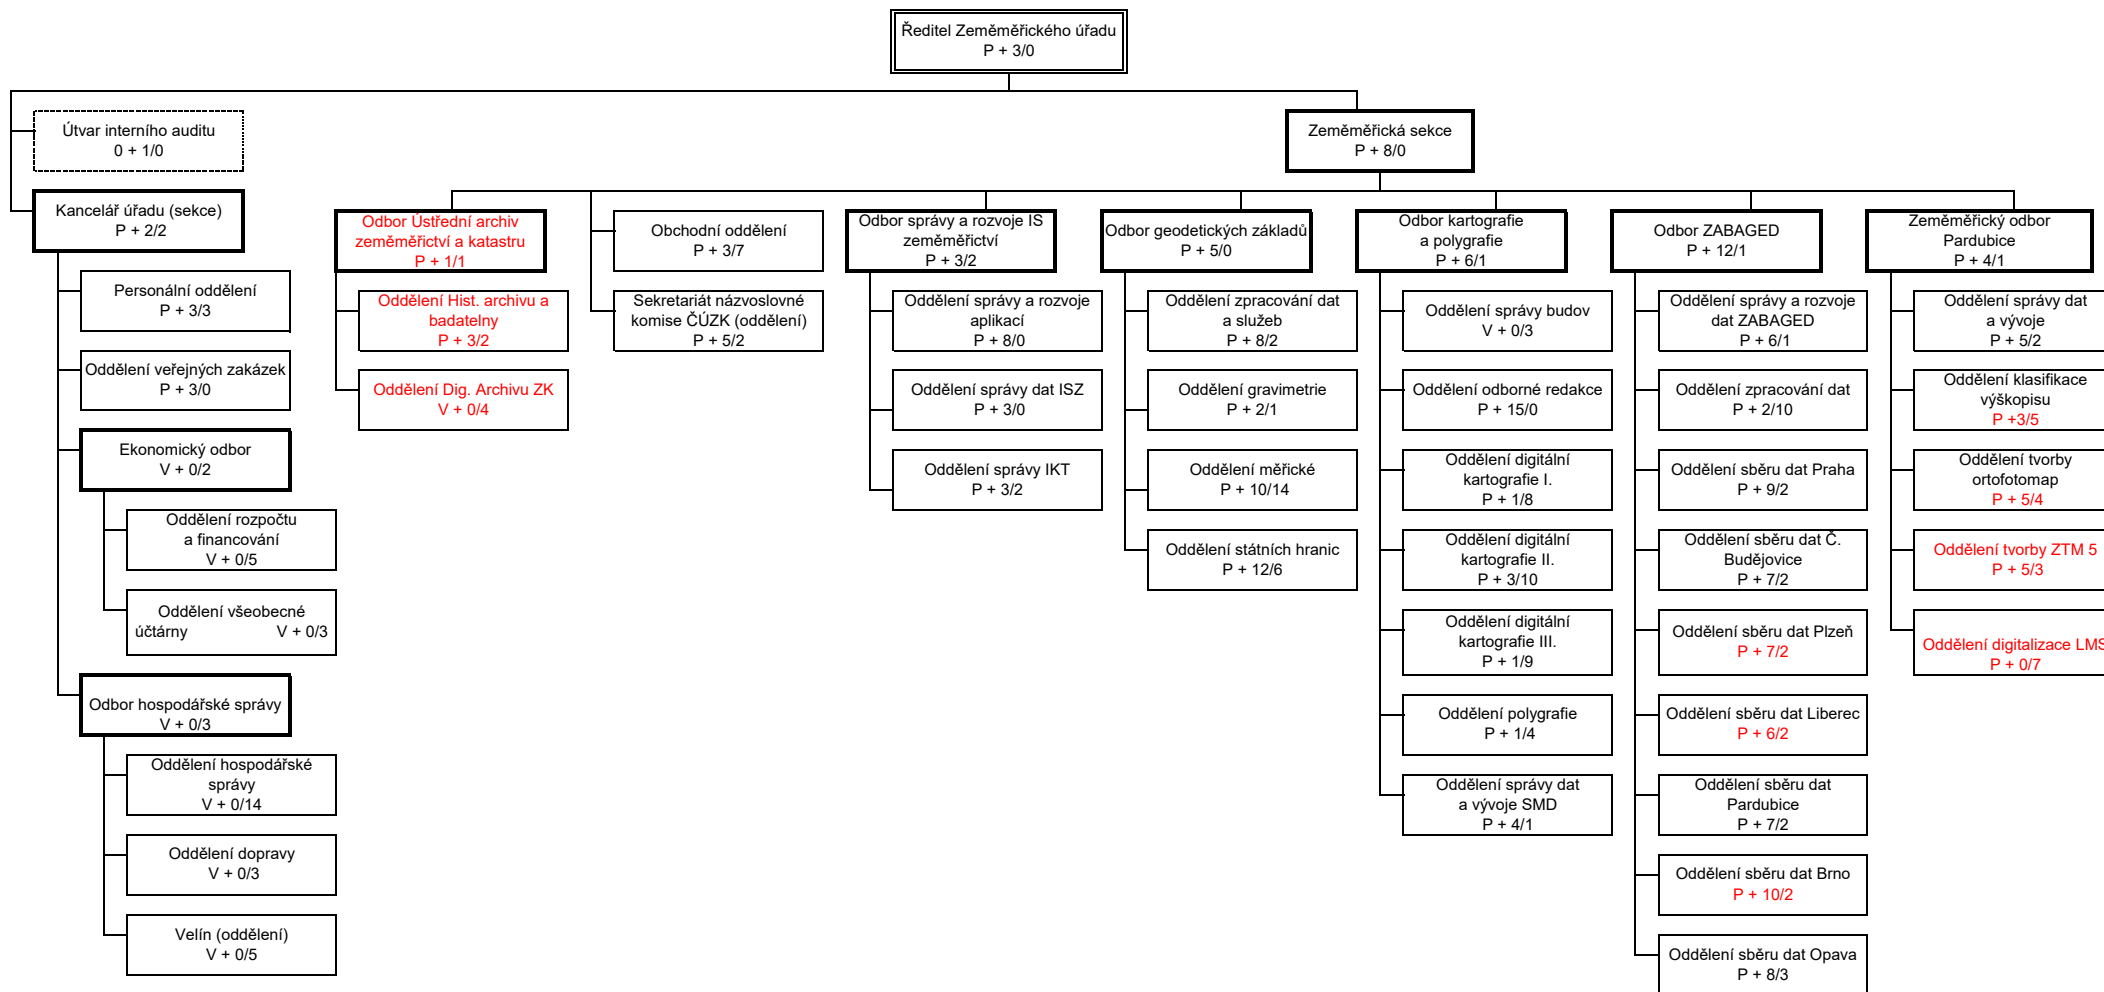 Ředitel Zeměměřického úřadu
P + 3/0
Útvar interního auditu
0 + 1/0
Kancelář úřadu (sekce)
P + 2/2
Personální oddělení
P + 3/3
Oddělení veřejných zakázek
P + 3/0
Ekonomický odbor
V + 0/2
Oddělení rozpočtu
a financování
V + 0/5
Oddělení všeobecné
účtárny V + 0/3
Odbor hospodářské správy
V + 0/3
Oddělení hospodářské
správy
V + 0/14
Oddělení dopravy
V + 0/3
Velín (oddělení)
V + 0/5
Zeměměřická sekce
P + 8/0
Odbor Ústřední archiv
zeměměřictví a katastru
P + 1/1
Oddělení Hist. archivu a
badatelny
P + 3/2
Oddělení Dig. Archivu ZK
V + 0/4
Obchodní oddělení
P + 3/7
Sekretariát názvoslovné
komise ČÚZK (oddělení)
P + 5/2
Odbor správy a rozvoje IS
zeměměřictví
P + 3/2
Oddělení správy a rozvoje
aplikací
P + 8/0
Oddělení správy dat ISZ
P + 3/0
Oddělení správy IKT
P + 3/2
Odbor geodetických základů
P + 5/0
Oddělení zpracování dat
a služeb
P + 8/2
Oddělení gravimetrie
P + 2/1
Oddělení měřické
P + 10/14
Oddělení státních hranic
P + 12/6
Odbor kartografie
a polygrafie
P + 6/1
Oddělení správy budov
V + 0/3
Oddělení odborné redakce
P + 15/0
Oddělení digitální
kartografie I.
P + 1/8
Oddělení digitální
kartografie II.
P + 3/10
Oddělení digitální
kartografie III.
P + 1/9
Oddělení polygrafie
P + 1/4
Oddělení správy dat
a vývoje SMD
P + 4/1
Odbor ZABAGED
P + 12/1
Oddělení správy a rozvoje
dat ZABAGED
P + 6/1
Oddělení zpracování dat
P + 2/10
Oddělení sběru dat Praha
P + 9/2
Oddělení sběru dat Č.
Budějovice
P + 7/2
Oddělení sběru dat Plzeň
P + 7/2
Oddělení sběru dat Liberec
P + 6/2
Oddělení sběru dat
Pardubice
P + 7/2
Oddělení sběru dat Brno
P + 10/2
Oddělení sběru dat Opava
P + 8/3
Zeměměřický odbor
Pardubice
P + 4/1
Oddělení správy dat
a vývoje
P + 5/2
Oddělení klasifikace
výškopisu
P +3/5
Oddělení tvorby
ortofotomap
P + 5/4
Oddělení tvorby ZTM 5
P + 5/3
Oddělení digitalizace LMS
P + 0/7